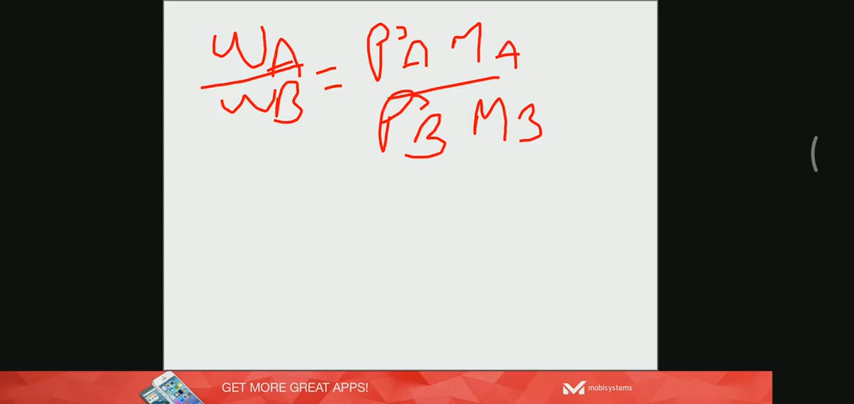 WA = P°A MA
WB P°B MB
GET MORE GREAT APPS!
mobisystems